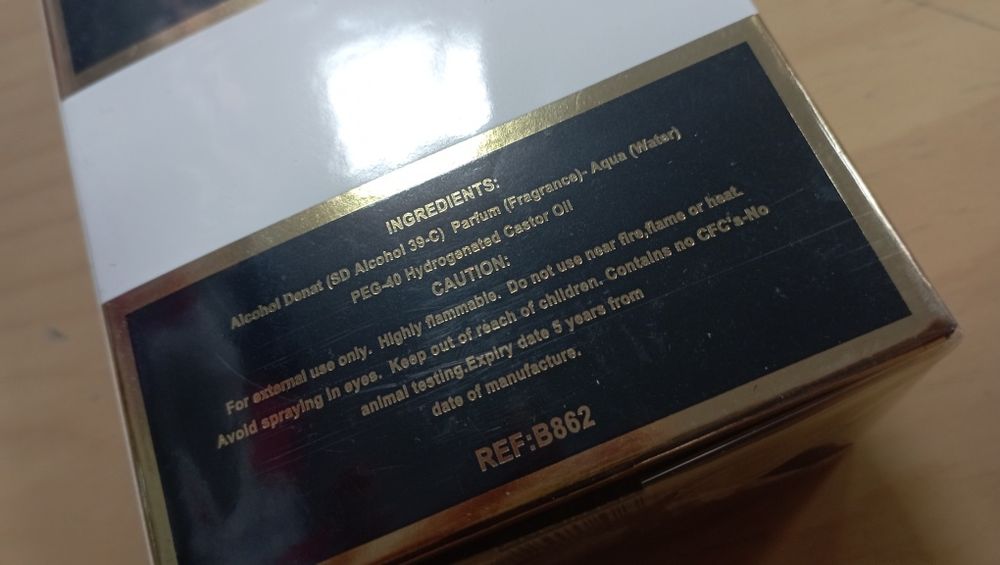 INGREDIENTS:
Alcohol Denat (SD Alcohol 39-C) Parfum (Fragrance)- Aqua (Water)
PEG-40 Hydrogenated Castor Oil
CAUTION:
For external use only. Highly flammable. Do not use near fire,flame or heat.
Avoid spraying in eyes. Keep out of reach of children. Contains no CFC's-No
animal testing.Expiry date 5 years from
date of manufacture.
REF:B862